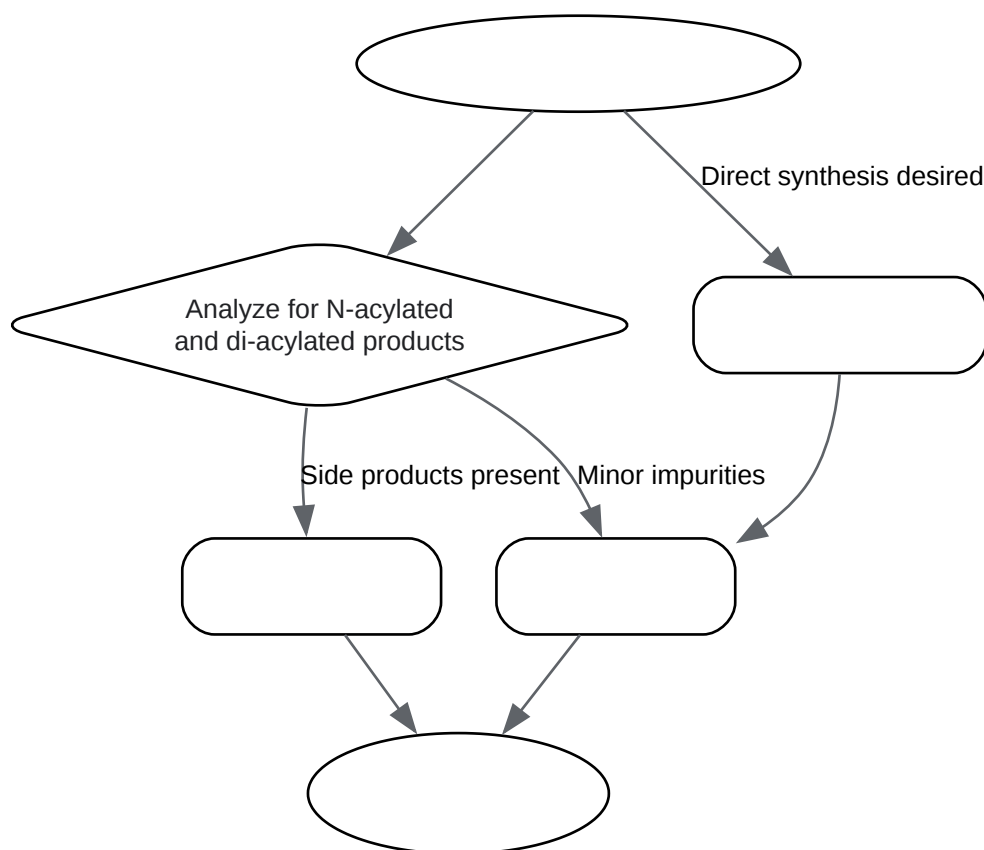 Direct synthesis desired
Analyze for N-acylated
and di-acylated products
Side products present
Minor impurities